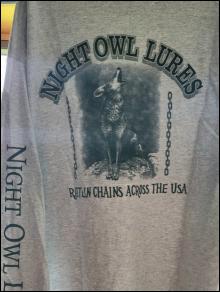 NIGHT OWL LURES
RATTLIN CHAINS ACROSS THE USA
NIGHT OWL